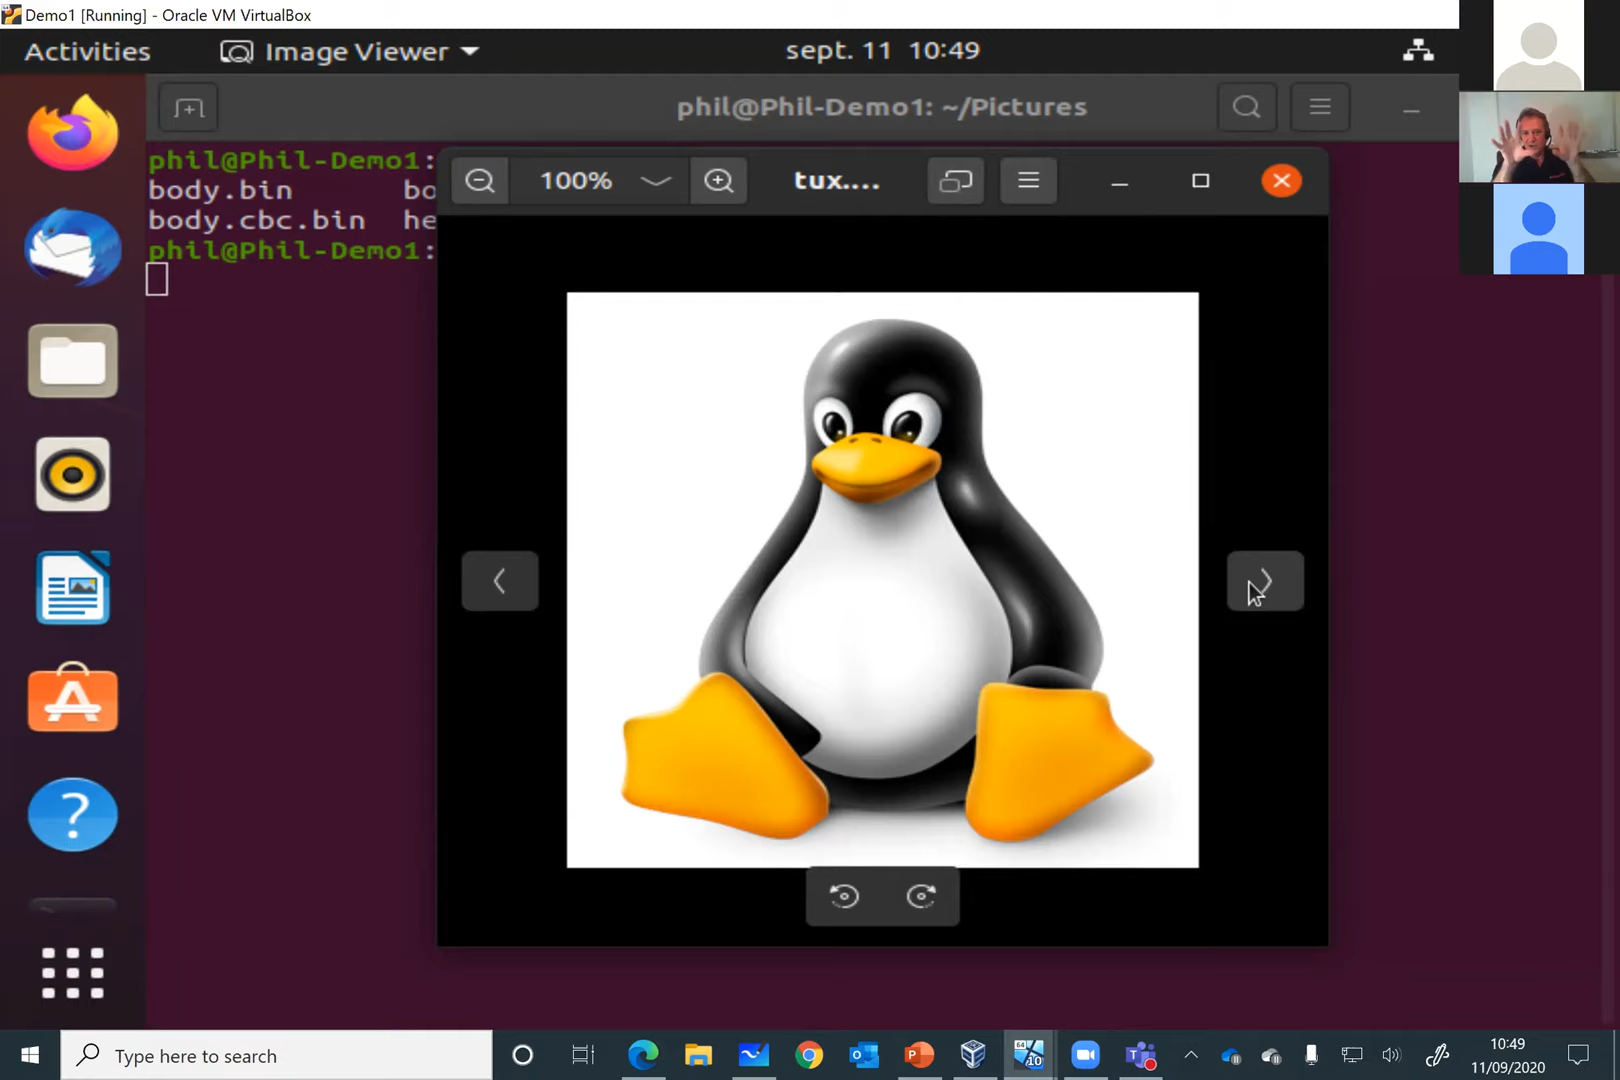 Demo1 [Running] - Oracle VM VirtualBox
Activities
Image Viewer
sept. 11 10:49
phil@Phil-Demo1: ~/Pictures
phil@Phil-Demo1:
body.bin bo
body.cbc.bin he
phil@Phil-Demo1:
100%
tux....
Type here to search
10:49
11/09/2020